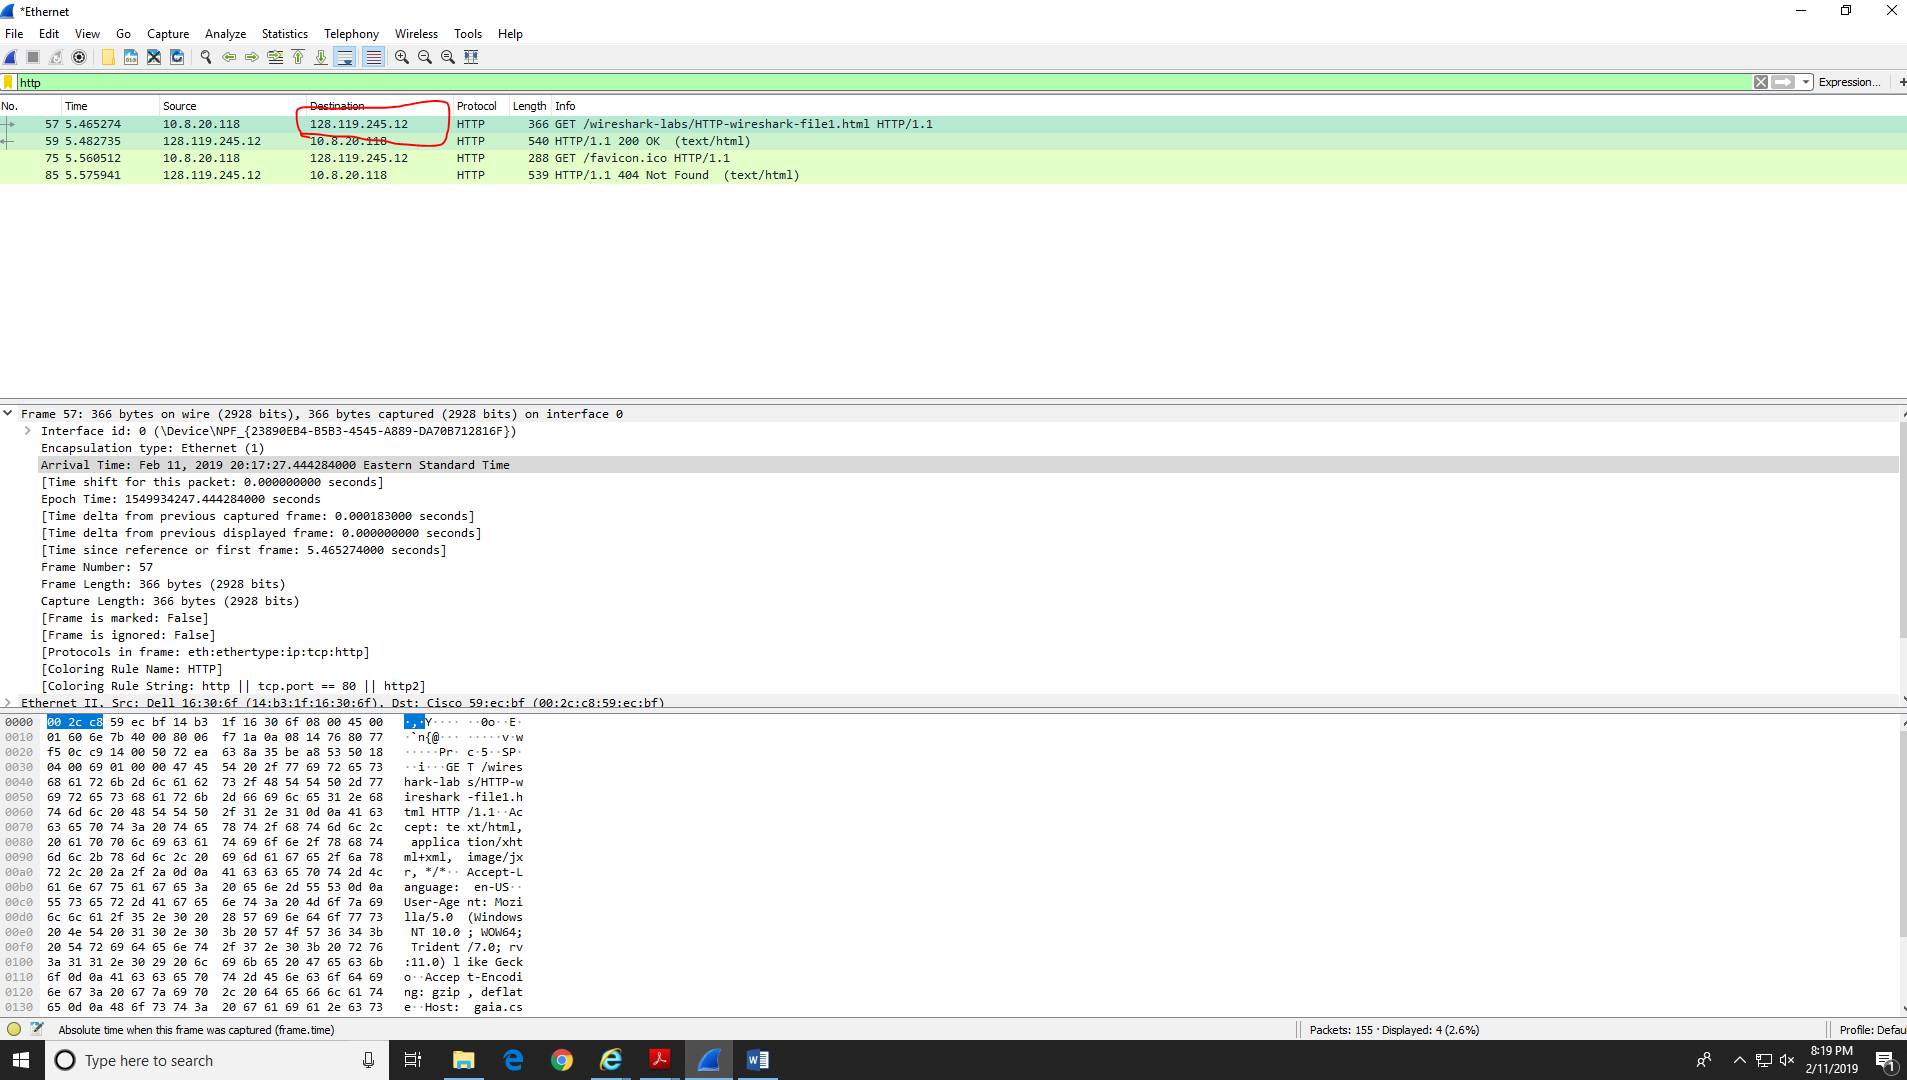 *Ethernet
File Edit View Go Capture Analyze Statistics Telephony Wireless Tools Help
http Expression...
No. Time Source Destination Protocol Length Info
57 5.465274 10.8.20.118 128.119.245.12 HTTP 366 GET /wireshark-labs/HTTP-wireshark-file1.html HTTP/1.1
59 5.482735 128.119.245.12 10.8.20.118 HTTP 540 HTTP/1.1 200 OK (text/html)
75 5.560512 10.8.20.118 128.119.245.12 HTTP 288 GET /favicon.ico HTTP/1.1
85 5.575941 128.119.245.12 10.8.20.118 HTTP 539 HTTP/1.1 404 Not Found (text/html)
Frame 57: 366 bytes on wire (2928 bits), 366 bytes captured (2928 bits) on interface 0
Interface id: 0 (\Device\NPF_{23890EB4-B5B3-4545-A889-DA70B712816F})
Encapsulation type: Ethernet (1)
Arrival Time: Feb 11, 2019 20:17:27.444284000 Eastern Standard Time
[Time shift for this packet: 0.000000000 seconds]
Epoch Time: 1549934247.444284000 seconds
[Time delta from previous captured frame: 0.000183000 seconds]
[Time delta from previous displayed frame: 0.000000000 seconds]
[Time since reference or first frame: 5.465274000 seconds]
Frame Number: 57
Frame Length: 366 bytes (2928 bits)
Capture Length: 366 bytes (2928 bits)
[Frame is marked: False]
[Frame is ignored: False]
[Protocols in frame: eth:ethertype:ip:tcp:http]
[Coloring Rule Name: HTTP]
[Coloring Rule String: http || tcp.port == 80 || http2]
Ethernet II, Src: Dell 16:30:6f (14:b3:1f:16:30:6f), Dst: Cisco 59:ec:bf (00:2c:c8:59:ec:bf)
0000 00 2c c8 59 ec bf 14 b3 1f 16 30 6f 08 00 45 00 ·,·Y···· ··0o··E·
0010 01 60 6e 7b 40 00 80 06 f7 1a 0a 08 14 76 80 77 ·`n{@··· ·····v·w
0020 f5 0c c9 14 00 50 72 ea 63 8a 35 be a8 53 50 18 ·····Pr· c·5··SP·
0030 04 00 69 01 00 00 47 45 54 20 2f 77 69 72 65 73 ··i···GE T /wires
0040 68 61 72 6b 2d 6c 61 62 73 2f 48 54 54 50 2d 77 hark-lab s/HTTP-w
0050 69 72 65 73 68 61 72 6b 2d 66 69 6c 65 31 2e 68 ireshark -file1.h
0060 74 6d 6c 20 48 54 54 50 2f 31 2e 31 0d 0a 41 63 tml HTTP /1.1··Ac
0070 63 65 70 74 3a 20 74 65 78 74 2f 68 74 6d 6c 2c cept: te xt/html,
0080 20 61 70 70 6c 69 63 61 74 69 6f 6e 2f 78 68 74 applica tion/xht
0090 6d 6c 2b 78 6d 6c 2c 20 69 6d 61 67 65 2f 6a 78 ml+xml, image/jx
00a0 72 2c 20 2a 2f 2a 0d 0a 41 63 63 65 70 74 2d 4c r, */*·· Accept-L
00b0 61 6e 67 75 61 67 65 3a 20 65 6e 2d 55 53 0d 0a anguage: en-US··
00c0 55 73 65 72 2d 41 67 65 6e 74 3a 20 4d 6f 7a 69 User-Age nt: Mozi
00d0 6c 6c 61 2f 35 2e 30 20 28 57 69 6e 64 6f 77 73 lla/5.0 (Windows
00e0 20 4e 54 20 31 30 2e 30 3b 20 57 4f 57 36 34 3b NT 10.0 ; WOW64;
00f0 20 54 72 69 64 65 6e 74 2f 37 2e 30 3b 20 72 76 Trident /7.0; rv
0100 3a 31 31 2e 30 29 20 6c 69 6b 65 20 47 65 63 6b :11.0) l ike Geck
0110 6f 0d 0a 41 63 63 65 70 74 2d 45 6e 63 6f 64 69 o··Accep t-Encodi
0120 6e 67 3a 20 67 7a 69 70 2c 20 64 65 66 6c 61 74 ng: gzip , deflat
0130 65 0d 0a 48 6f 73 74 3a 20 67 61 69 61 2e 63 73 e··Host: gaia.cs
Absolute time when this frame was captured (frame.time) Packets: 155 · Displayed: 4 (2.6%) Profile: Defau
Type here to search
8:19 PM
2/11/2019
1